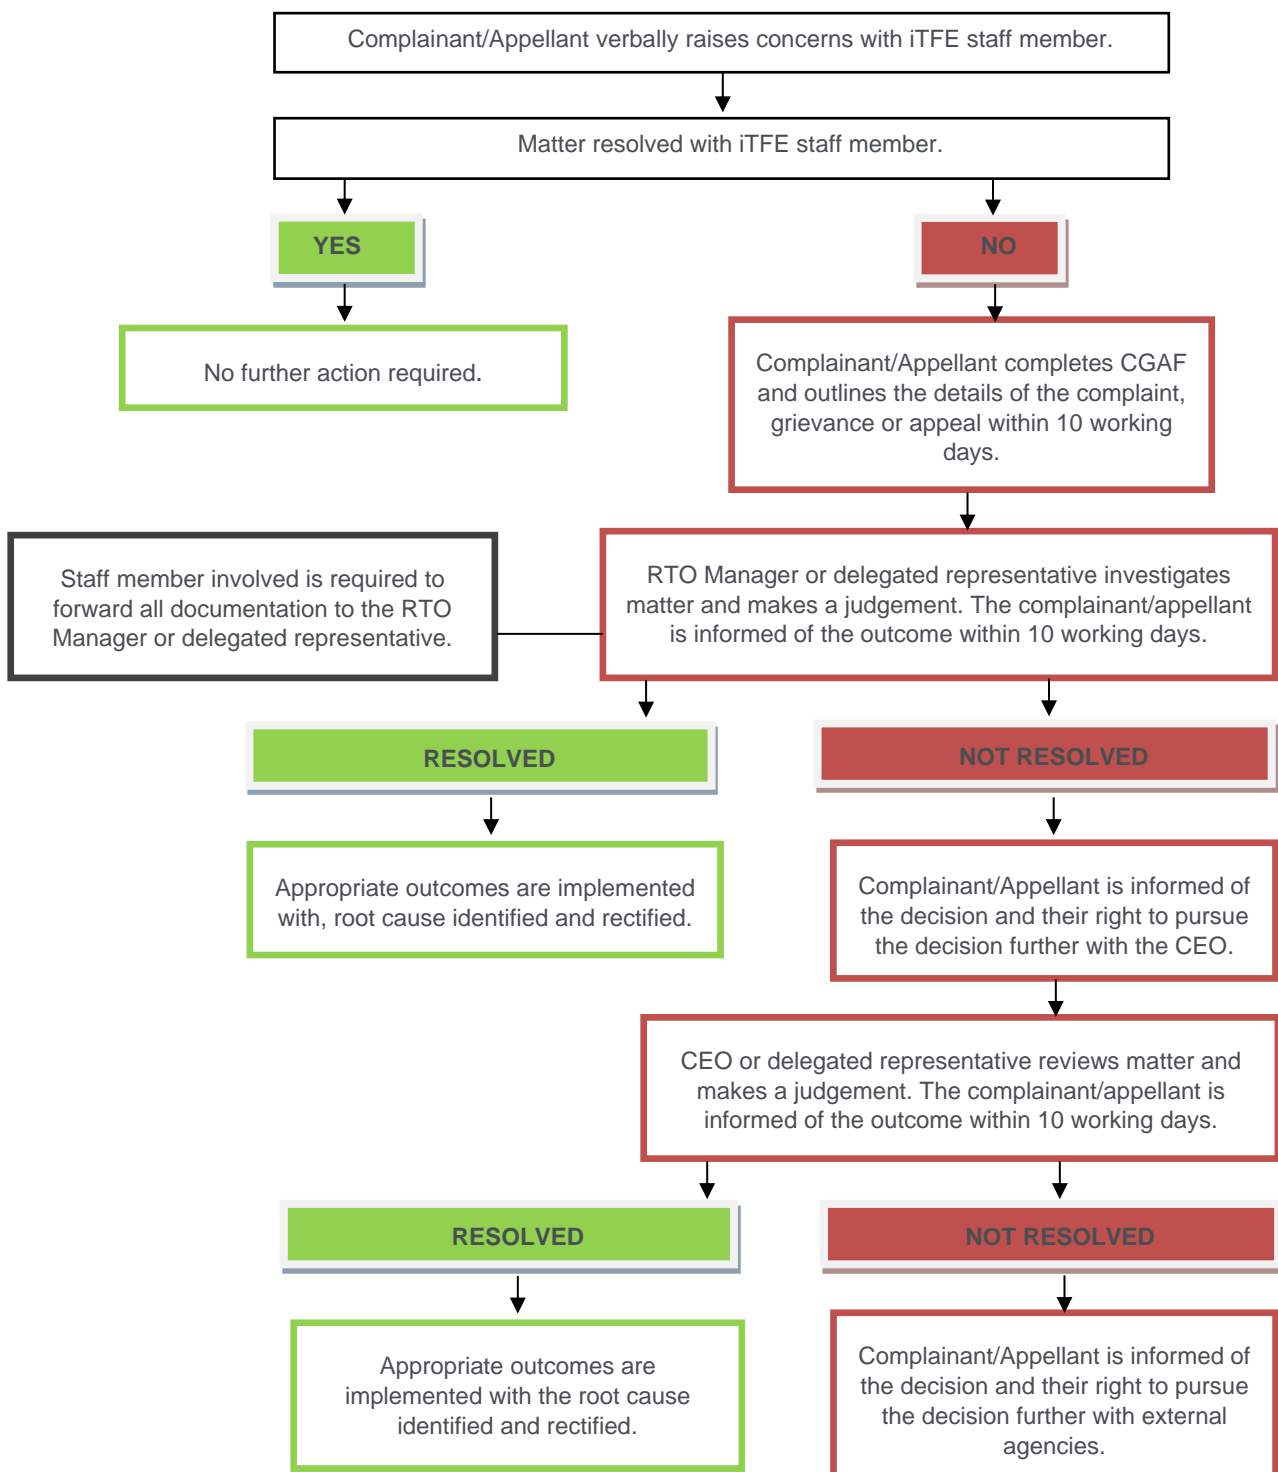 Complainant/Appellant verbally raises concerns with iTFE staff member.
Matter resolved with iTFE staff member.
YES
NO
No further action required.
Complainant/Appellant completes CGAF
and outlines the details of the complaint,
grievance or appeal within 10 working
days.
Staff member involved is required to
forward all documentation to the RTO
Manager or delegated representative.
RTO Manager or delegated representative investigates
matter and makes a judgement. The complainant/appellant
is informed of the outcome within 10 working days.
RESOLVED
NOT RESOLVED
Appropriate outcomes are implemented
with, root cause identified and rectified.
Complainant/Appellant is informed of
the decision and their right to pursue
the decision further with the CEO.
CEO or delegated representative reviews matter and
makes a judgement. The complainant/appellant is
informed of the outcome within 10 working days.
RESOLVED
NOT RESOLVED
Appropriate outcomes are
implemented with the root cause
identified and rectified.
Complainant/Appellant is informed of
the decision and their right to pursue
the decision further with external
agencies.